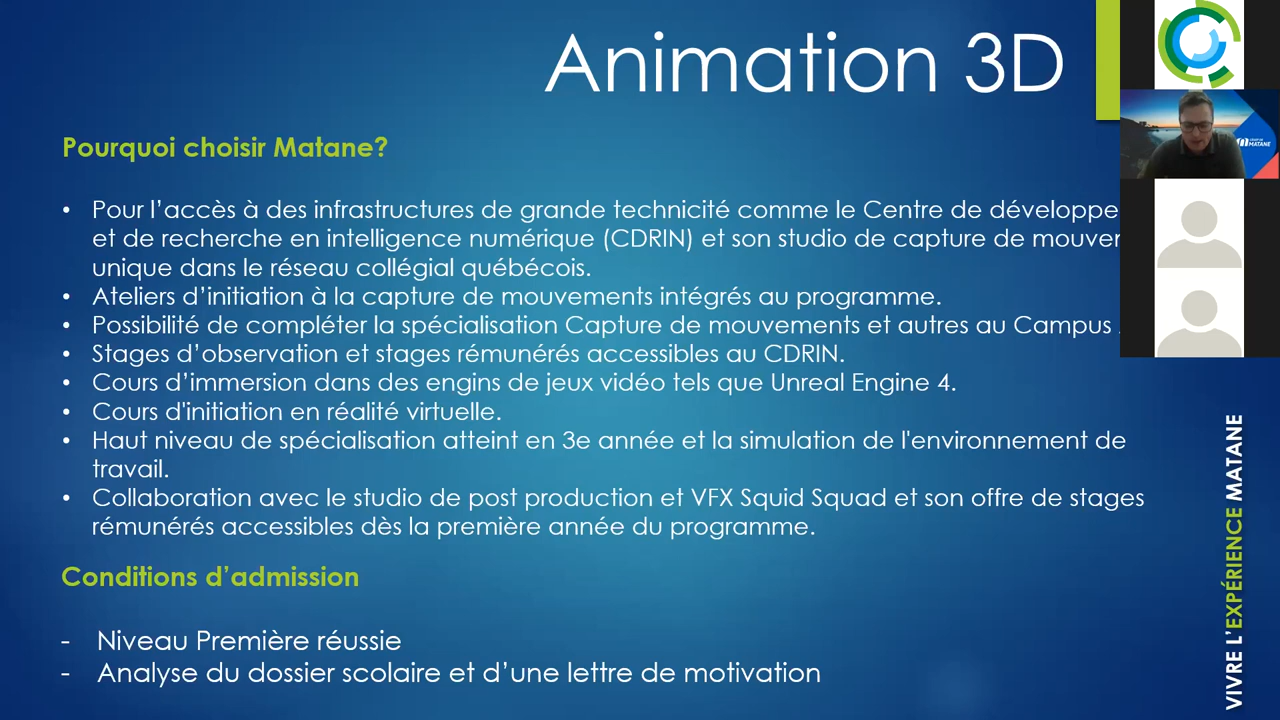 Animation 3D
Pourquoi choisir Matane?
• Pour l’accès à des infrastructures de grande technicité comme le Centre de développe
et de recherche en intelligence numérique (CDRIN) et son studio de capture de mouver
unique dans le réseau collégial québécois.
• Ateliers d’initiation à la capture de mouvements intégrés au programme.
• Possibilité de compléter la spécialisation Capture de mouvements et autres au Campus
• Stages d’observation et stages rémunérés accessibles au CDRIN.
• Cours d’immersion dans des engins de jeux vidéo tels que Unreal Engine 4.
• Cours d'initiation en réalité virtuelle.
• Haut niveau de spécialisation atteint en 3e année et la simulation de l'environnement de
travail.
• Collaboration avec le studio de post production et VFX Squid Squad et son offre de stages
rémunérés accessibles dès la première année du programme.
Conditions d’admission
- Niveau Première réussie
- Analyse du dossier scolaire et d’une lettre de motivation
MATANE
VIVRE L’EXPÉRIENCE MATANE